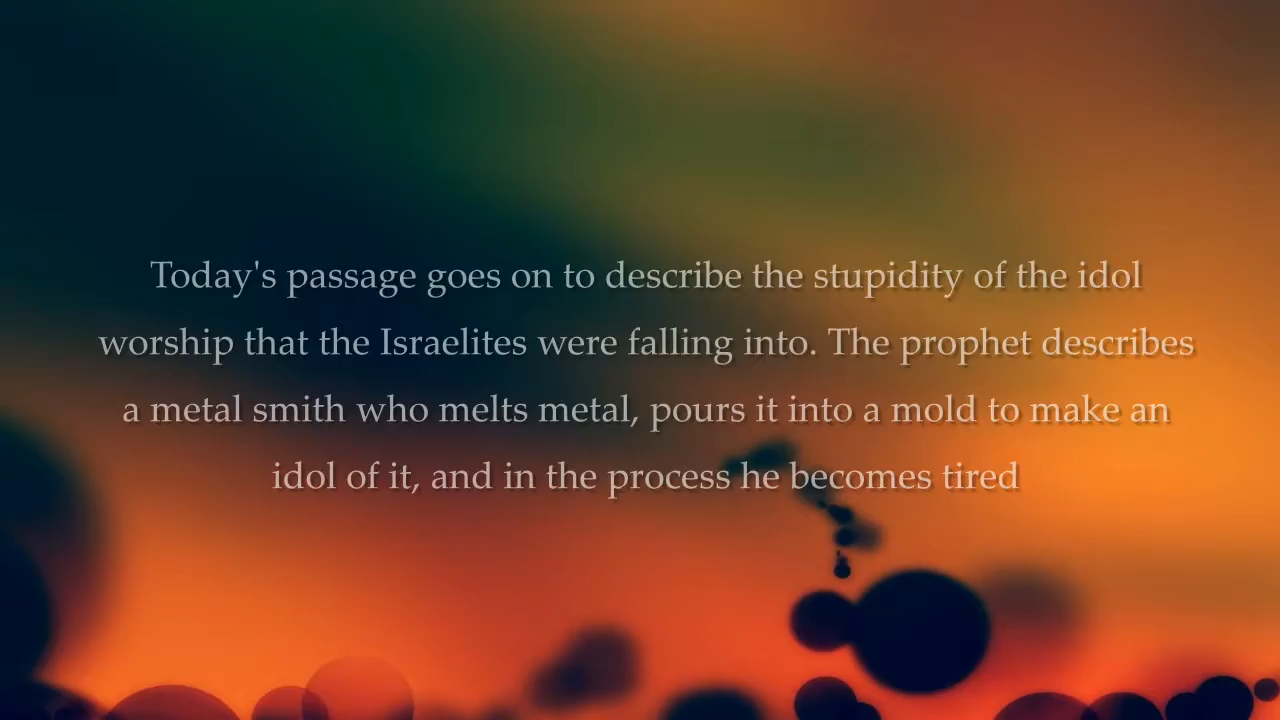 Today's passage goes on to describe the stupidity of the idol
worship that the Israelites were falling into. The prophet describes
a metal smith who melts metal, pours it into a mold to make an
idol of it, and in the process he becomes tired